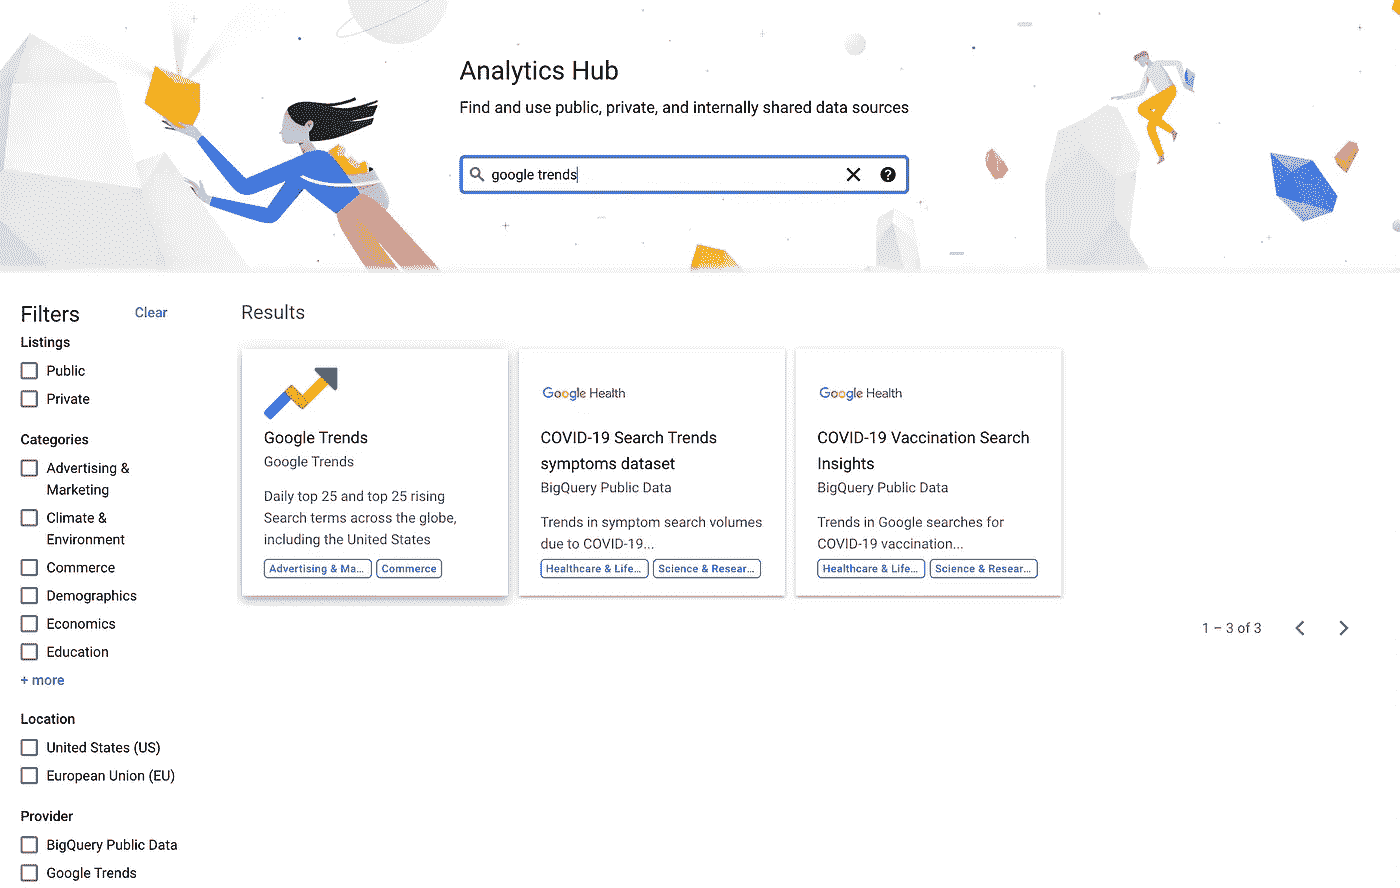 Analytics Hub
Find and use public, private, and internally shared data sources
google trends
Filters
Clear
Listings
Public
Private
Categories
Advertising &
Marketing
Climate &
Environment
Commerce
Demographics
Economics
Education
+ more
Location
United States (US)
European Union (EU)
Provider
BigQuery Public Data
Google Trends
Results
Google Trends
Google Trends
Daily top 25 and top 25 rising
Search terms across the globe,
including the United States
Advertising & Ma...
Commerce
Google Health
COVID-19 Search Trends
symptoms dataset
BigQuery Public Data
Trends in symptom search volumes
due to COVID-19...
Healthcare & Life...
Science & Resear...
Google Health
COVID-19 Vaccination Search
Insights
BigQuery Public Data
Trends in Google searches for
COVID-19 vaccination...
Healthcare & Life...
Science & Resear...
1 – 3 of 3